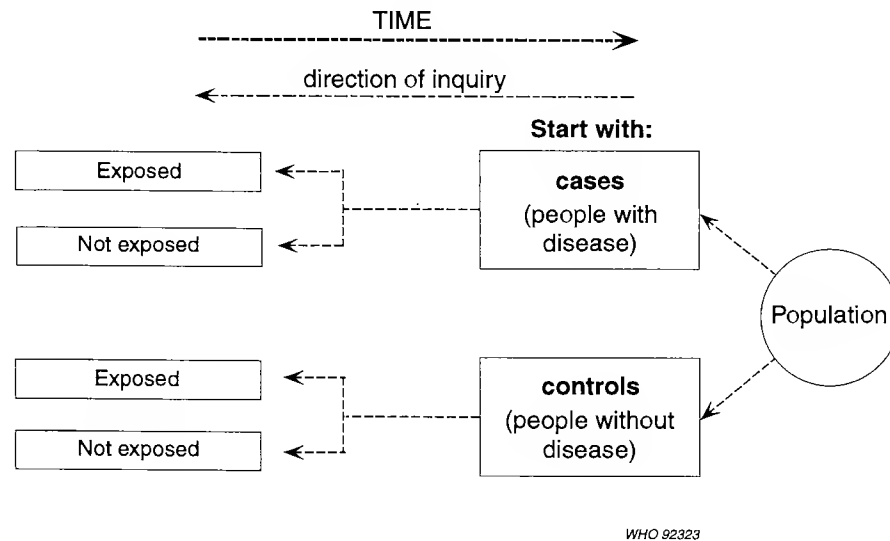 TIME
direction of inquiry
Start with:
Exposed
cases
(people with
disease)
Not exposed
Population
Exposed
controls
(people without
disease)
Not exposed
WHO 92323